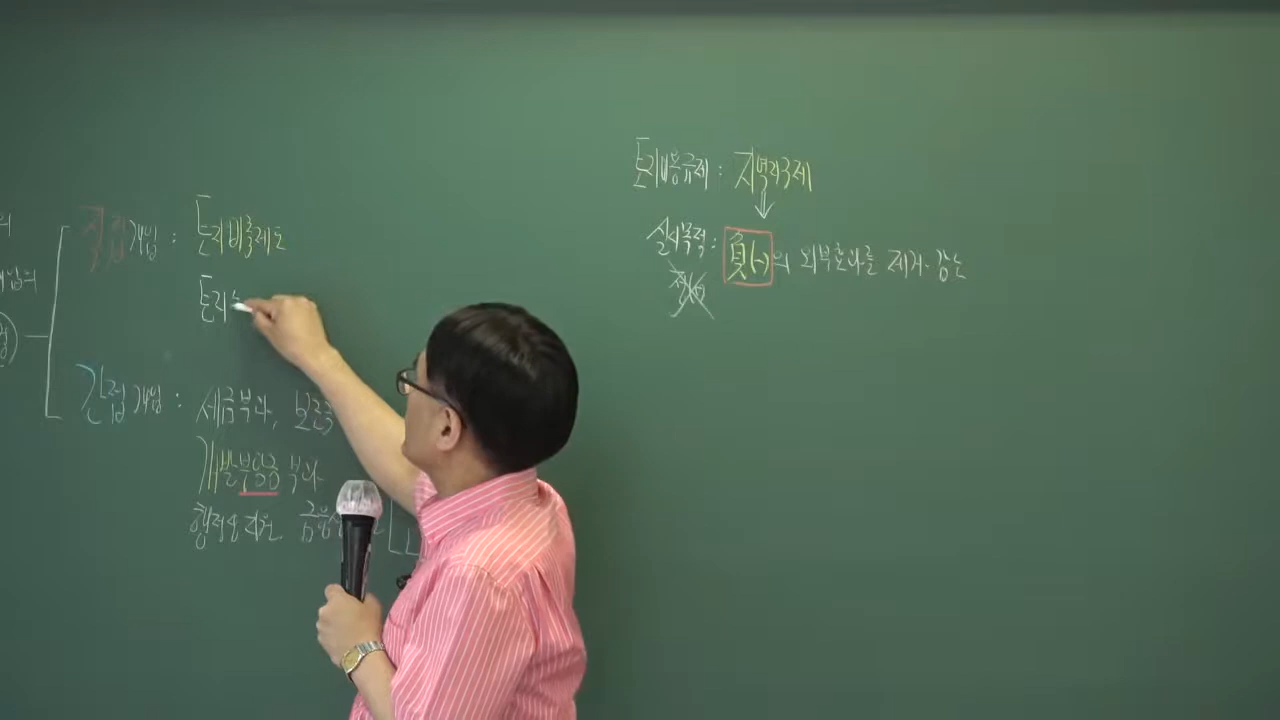 직접개입 : 토지비축제도
토지
간접개입 : 세금부과, 보조
개발부담금 부과
행정상 지원 금융
토지이용규제 : 지역지구제
↓
실시목적 : 負(-)의 외부효과를 제거·감소